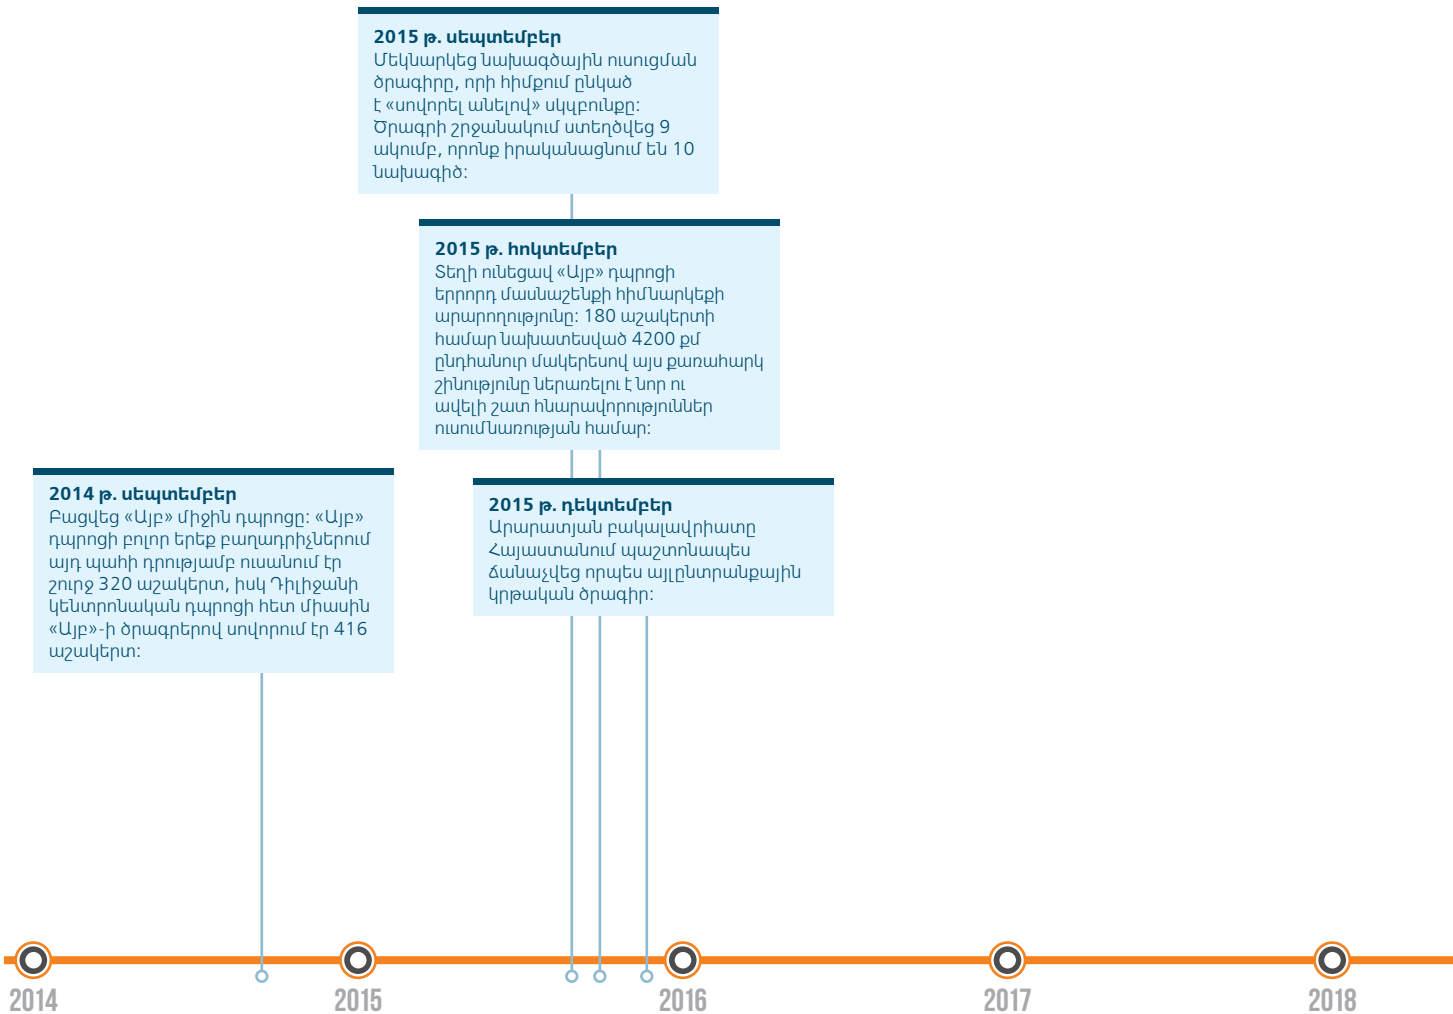 2015 թ. սեպտեմբեր
Մեկնարկեց նախագծային ուսուցման
ծրագիրը, որի հիմքում ընկած
է «սովորել անելով» սկզբունքը:
Ծրագրի շրջանակում ստեղծվեց 9
ակումբ, որոնք իրականացնում են 10
նախագիծ:
2015 թ. հոկտեմբեր
Տեղի ունեցավ «Այբ» դպրոցի
երրորդ մասնաշենքի հիմնարկեքի
արարողությունը: 180 աշակերտի
համար նախատեսված 4200 քմ
ընդհանուր մակերեսով այս քառահարկ
շինությունը ներառելու է նոր ու
ավելի շատ հնարավորություններ
ուսումնառության համար:
2014 թ. սեպտեմբեր
Բացվեց «Այբ» միջին դպրոցը: «Այբ»
դպրոցի բոլոր երեք բաղադրիչներում
այդ պահի դրությամբ ուսանում էր
շուրջ 320 աշակերտ, իսկ Դիլիջանի
կենտրոնական դպրոցի հետ միասին
«Այբ»-ի ծրագրերով սովորում էր 416
աշակերտ:
2015 թ. դեկտեմբեր
Արարատյան բակալավրիատը
Հայաստանում պաշտոնապես
ճանաչվեց որպես այլընտրանքային
կրթական ծրագիր:
2014
2015
2016
2017
2018